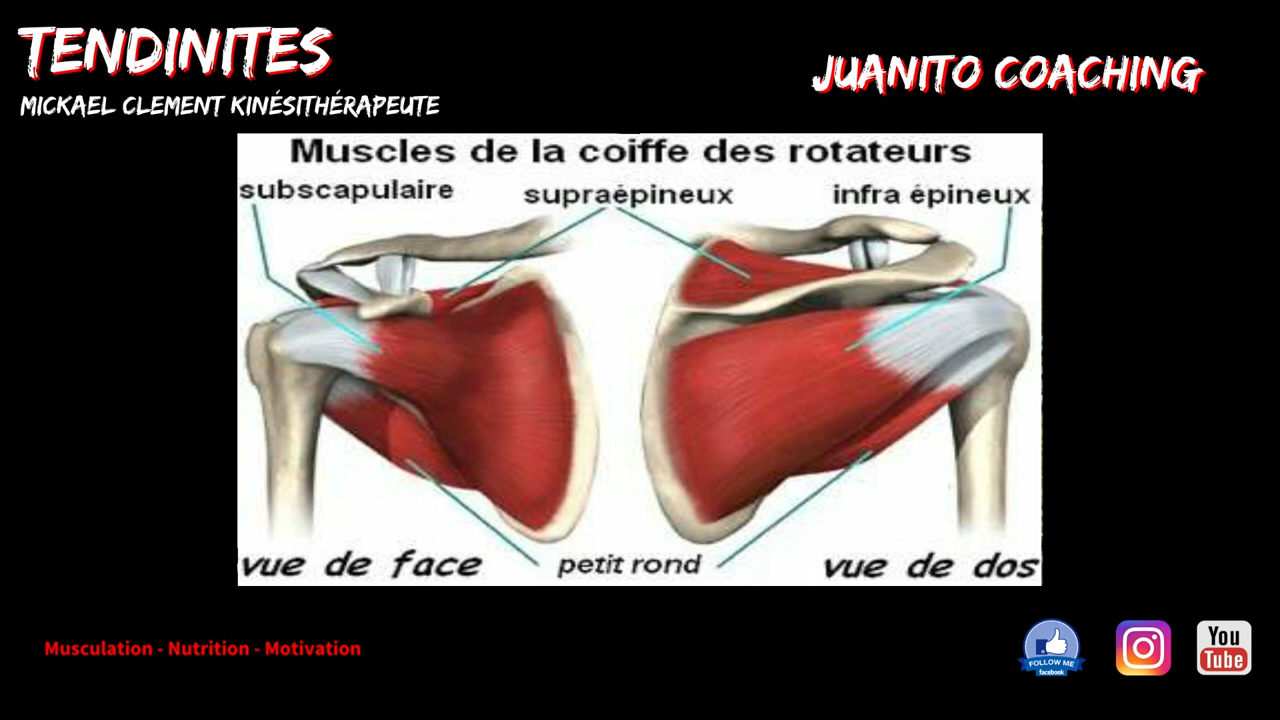 TENDINITES
MICKAEL CLEMENT KINÉSITHÉRAPEUTE
JUANITO COACHING
Muscles de la coiffe des rotateurs
subscapulaire
supraépineux
infra épineux
vue de face
petit rond
vue de dos
Musculation - Nutrition - Motivation
FOLLOW ME
facebook
You
Tube